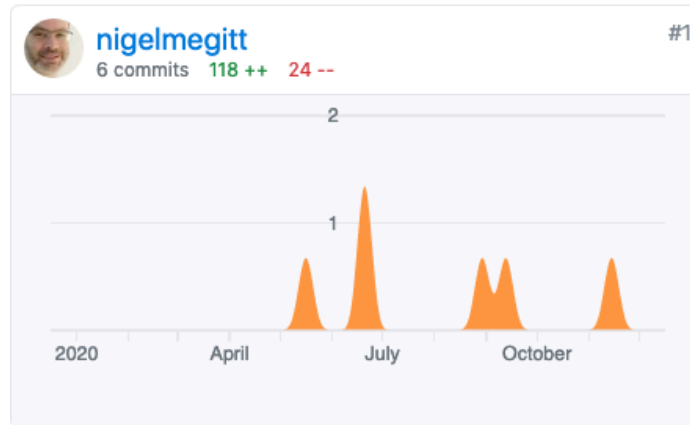 nigelmegitt
#1
6 commits 118 ++ 24 --
2
1
2020 April July October